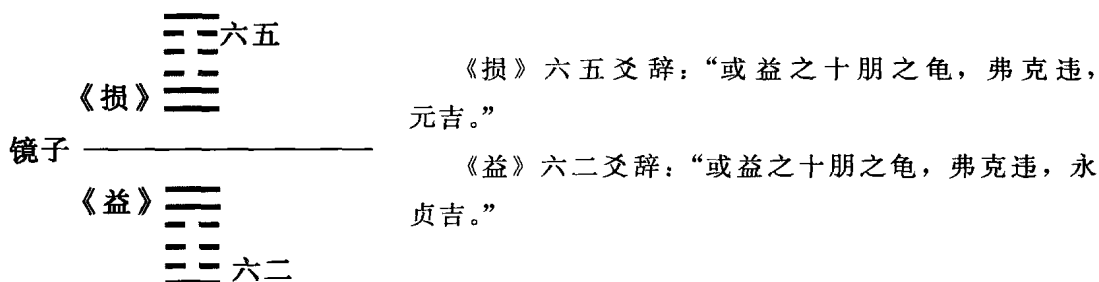 六五
《损》
镜子
《益》
六二
《损》六五爻辞：“或益之十朋之龟，弗克违，
元吉。”
《益》六二爻辞：“或益之十朋之龟，弗克违，永
贞吉。”